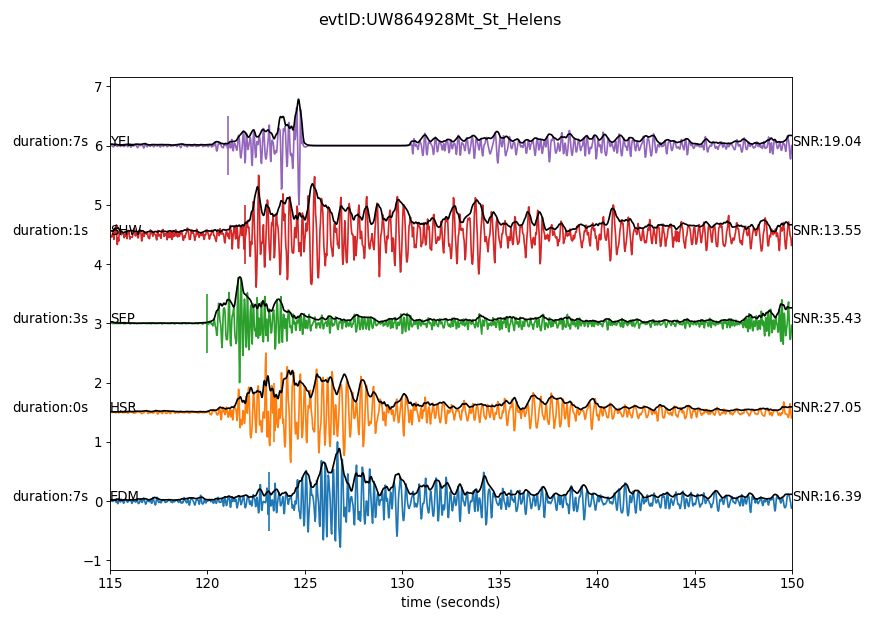 evtID:UW864928Mt_St_Helens
7
duration:7s YEL SNR:19.04
6
5
duration:1s SHW SNR:13.55
4
duration:3s SEP SNR:35.43
3
2
duration:0s HSR SNR:27.05
1
duration:7s EDM SNR:16.39
0
−1
115 120 125 130 135 140 145 150
time (seconds)